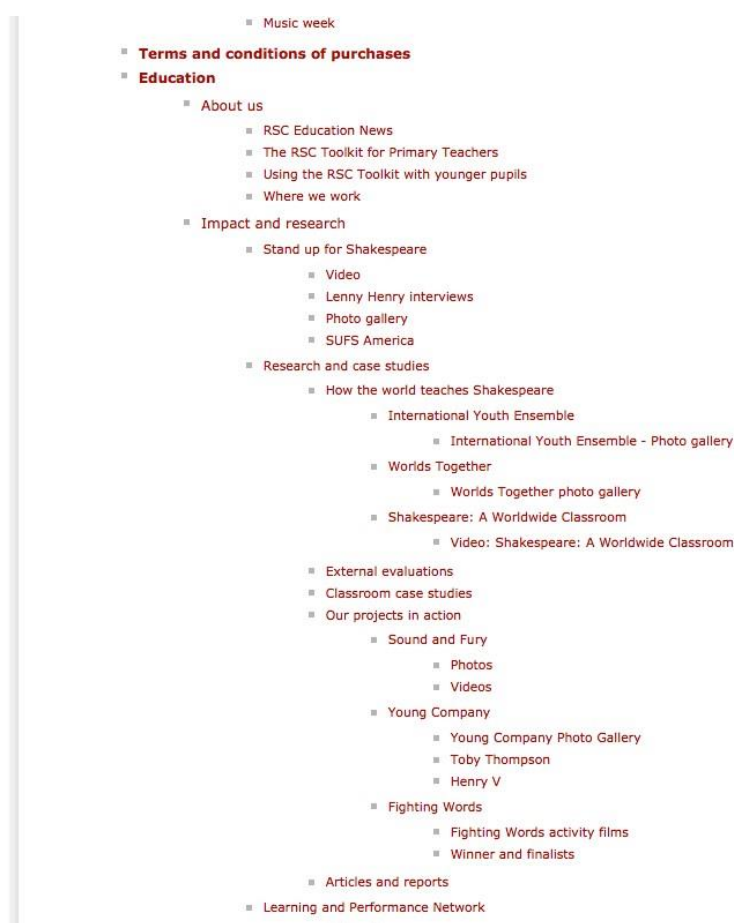 Music week
Terms and conditions of purchases
Education
About us
RSC Education News
The RSC Toolkit for Primary Teachers
Using the RSC Toolkit with younger pupils
Where we work
Impact and research
Stand up for Shakespeare
Video
Lenny Henry interviews
Photo gallery
SUFS America
Research and case studies
How the world teaches Shakespeare
International Youth Ensemble
International Youth Ensemble - Photo gallery
Worlds Together
Worlds Together photo gallery
Shakespeare: A Worldwide Classroom
Video: Shakespeare: A Worldwide Classroom
External evaluations
Classroom case studies
Our projects in action
Sound and Fury
Photos
Videos
Young Company
Young Company Photo Gallery
Toby Thompson
Henry V
Fighting Words
Fighting Words activity films
Winner and finalists
Articles and reports
Learning and Performance Network